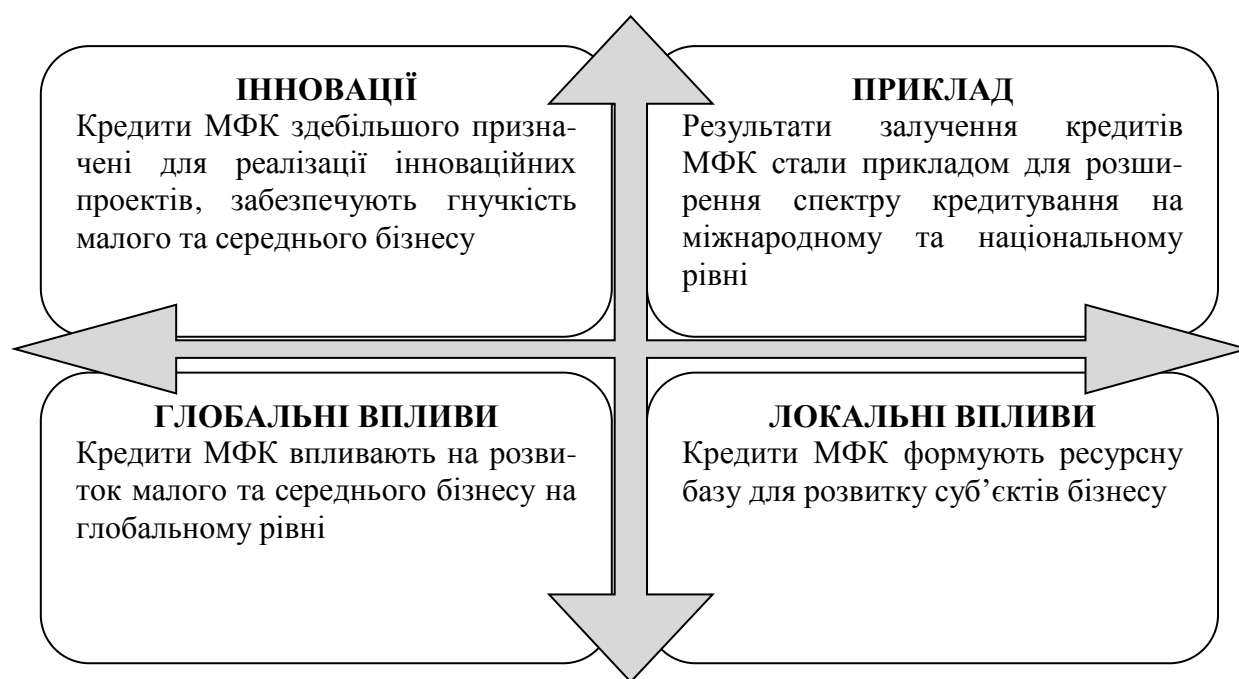 ІННОВАЦІЇ
Кредити МФК здебільшого призна-
чені для реалізації інноваційних
проектів, забезпечують гнучкість
малого та середнього бізнесу
ПРИКЛАД
Результати залучення кредитів
МФК стали прикладом для розши-
рення спектру кредитування на
міжнародному та національному
рівні
ГЛОБАЛЬНІ ВПЛИВИ
Кредити МФК впливають на розви-
ток малого та середнього бізнесу на
глобальному рівні
ЛОКАЛЬНІ ВПЛИВИ
Кредити МФК формують ресурсну
базу для розвитку суб’єктів бізнесу